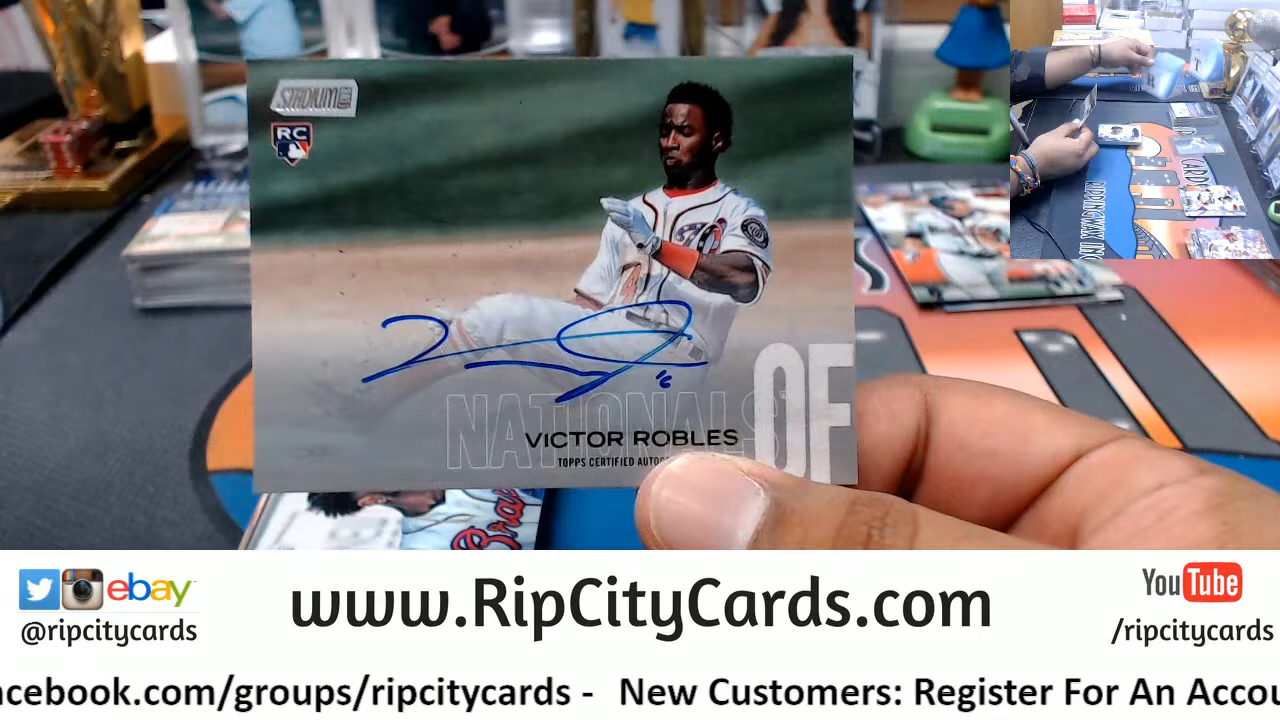 STADIUM CLUB
RC
NATIONALS OF
VICTOR ROBLES
TOPPS CERTIFIED
Bra
ebay
www.RipCityCards.com
YouTube
@ripcitycards
/ripcitycards
acebook.com/groups/ripcitycards - New Customers: Register For An Accou